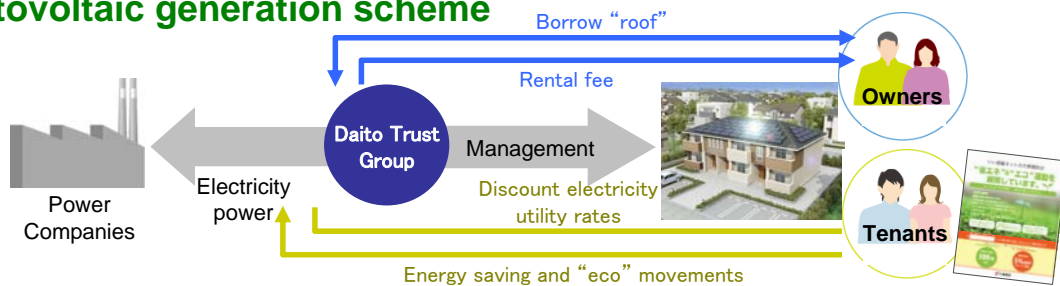 tovoltaic generation scheme
Borrow “roof”
Rental fee
Owners
Daito Trust
Group
Management
Power
Companies
Electricity
power
Discount electricity
utility rates
Tenants
Energy saving and “eco” movements